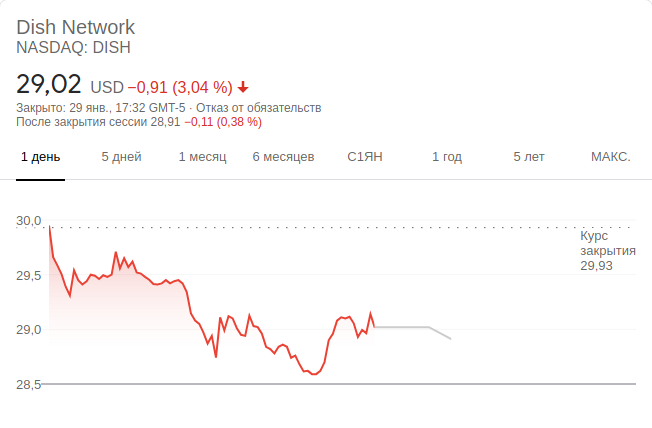 Dish Network
NASDAQ: DISH
29,02 USD −0,91 (3,04 %)
Закрыто: 29 янв., 17:32 GMT-5 · Отказ от обязательств
После закрытия сессии 28,91 −0,11 (0,38 %)
1 день 5 дней 1 месяц 6 месяцев С1ЯН 1 год 5 лет МАКС.
30,0
Курс
закрытия
29,93
29,5
29,0
28,5